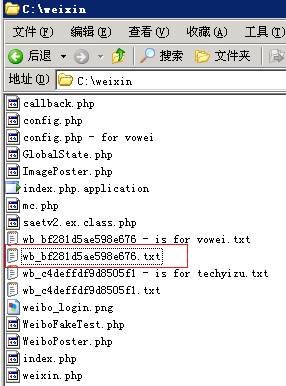 C:\weixin
文件(F) 编辑(E) 查看(V) 收藏(A) 工具(T)
后退 搜索 文件夹
地址(D) C:\weixin
callback.php
config.php
config.php - for vowei
GlobalState.php
ImagePoster.php
index.php.application
mc.php
saetv2.ex.class.php
wb_bf281d5ae598e676 - is for vowei.txt
wb_bf281d5ae598e676.txt
wb_c4deffdf9d8505f1 - is for techyizu.txt
wb_c4deffdf9d8505f1.txt
weibo_login.png
WeiboFakeTest.php
WeiboPoster.php
index.php
weixin.php